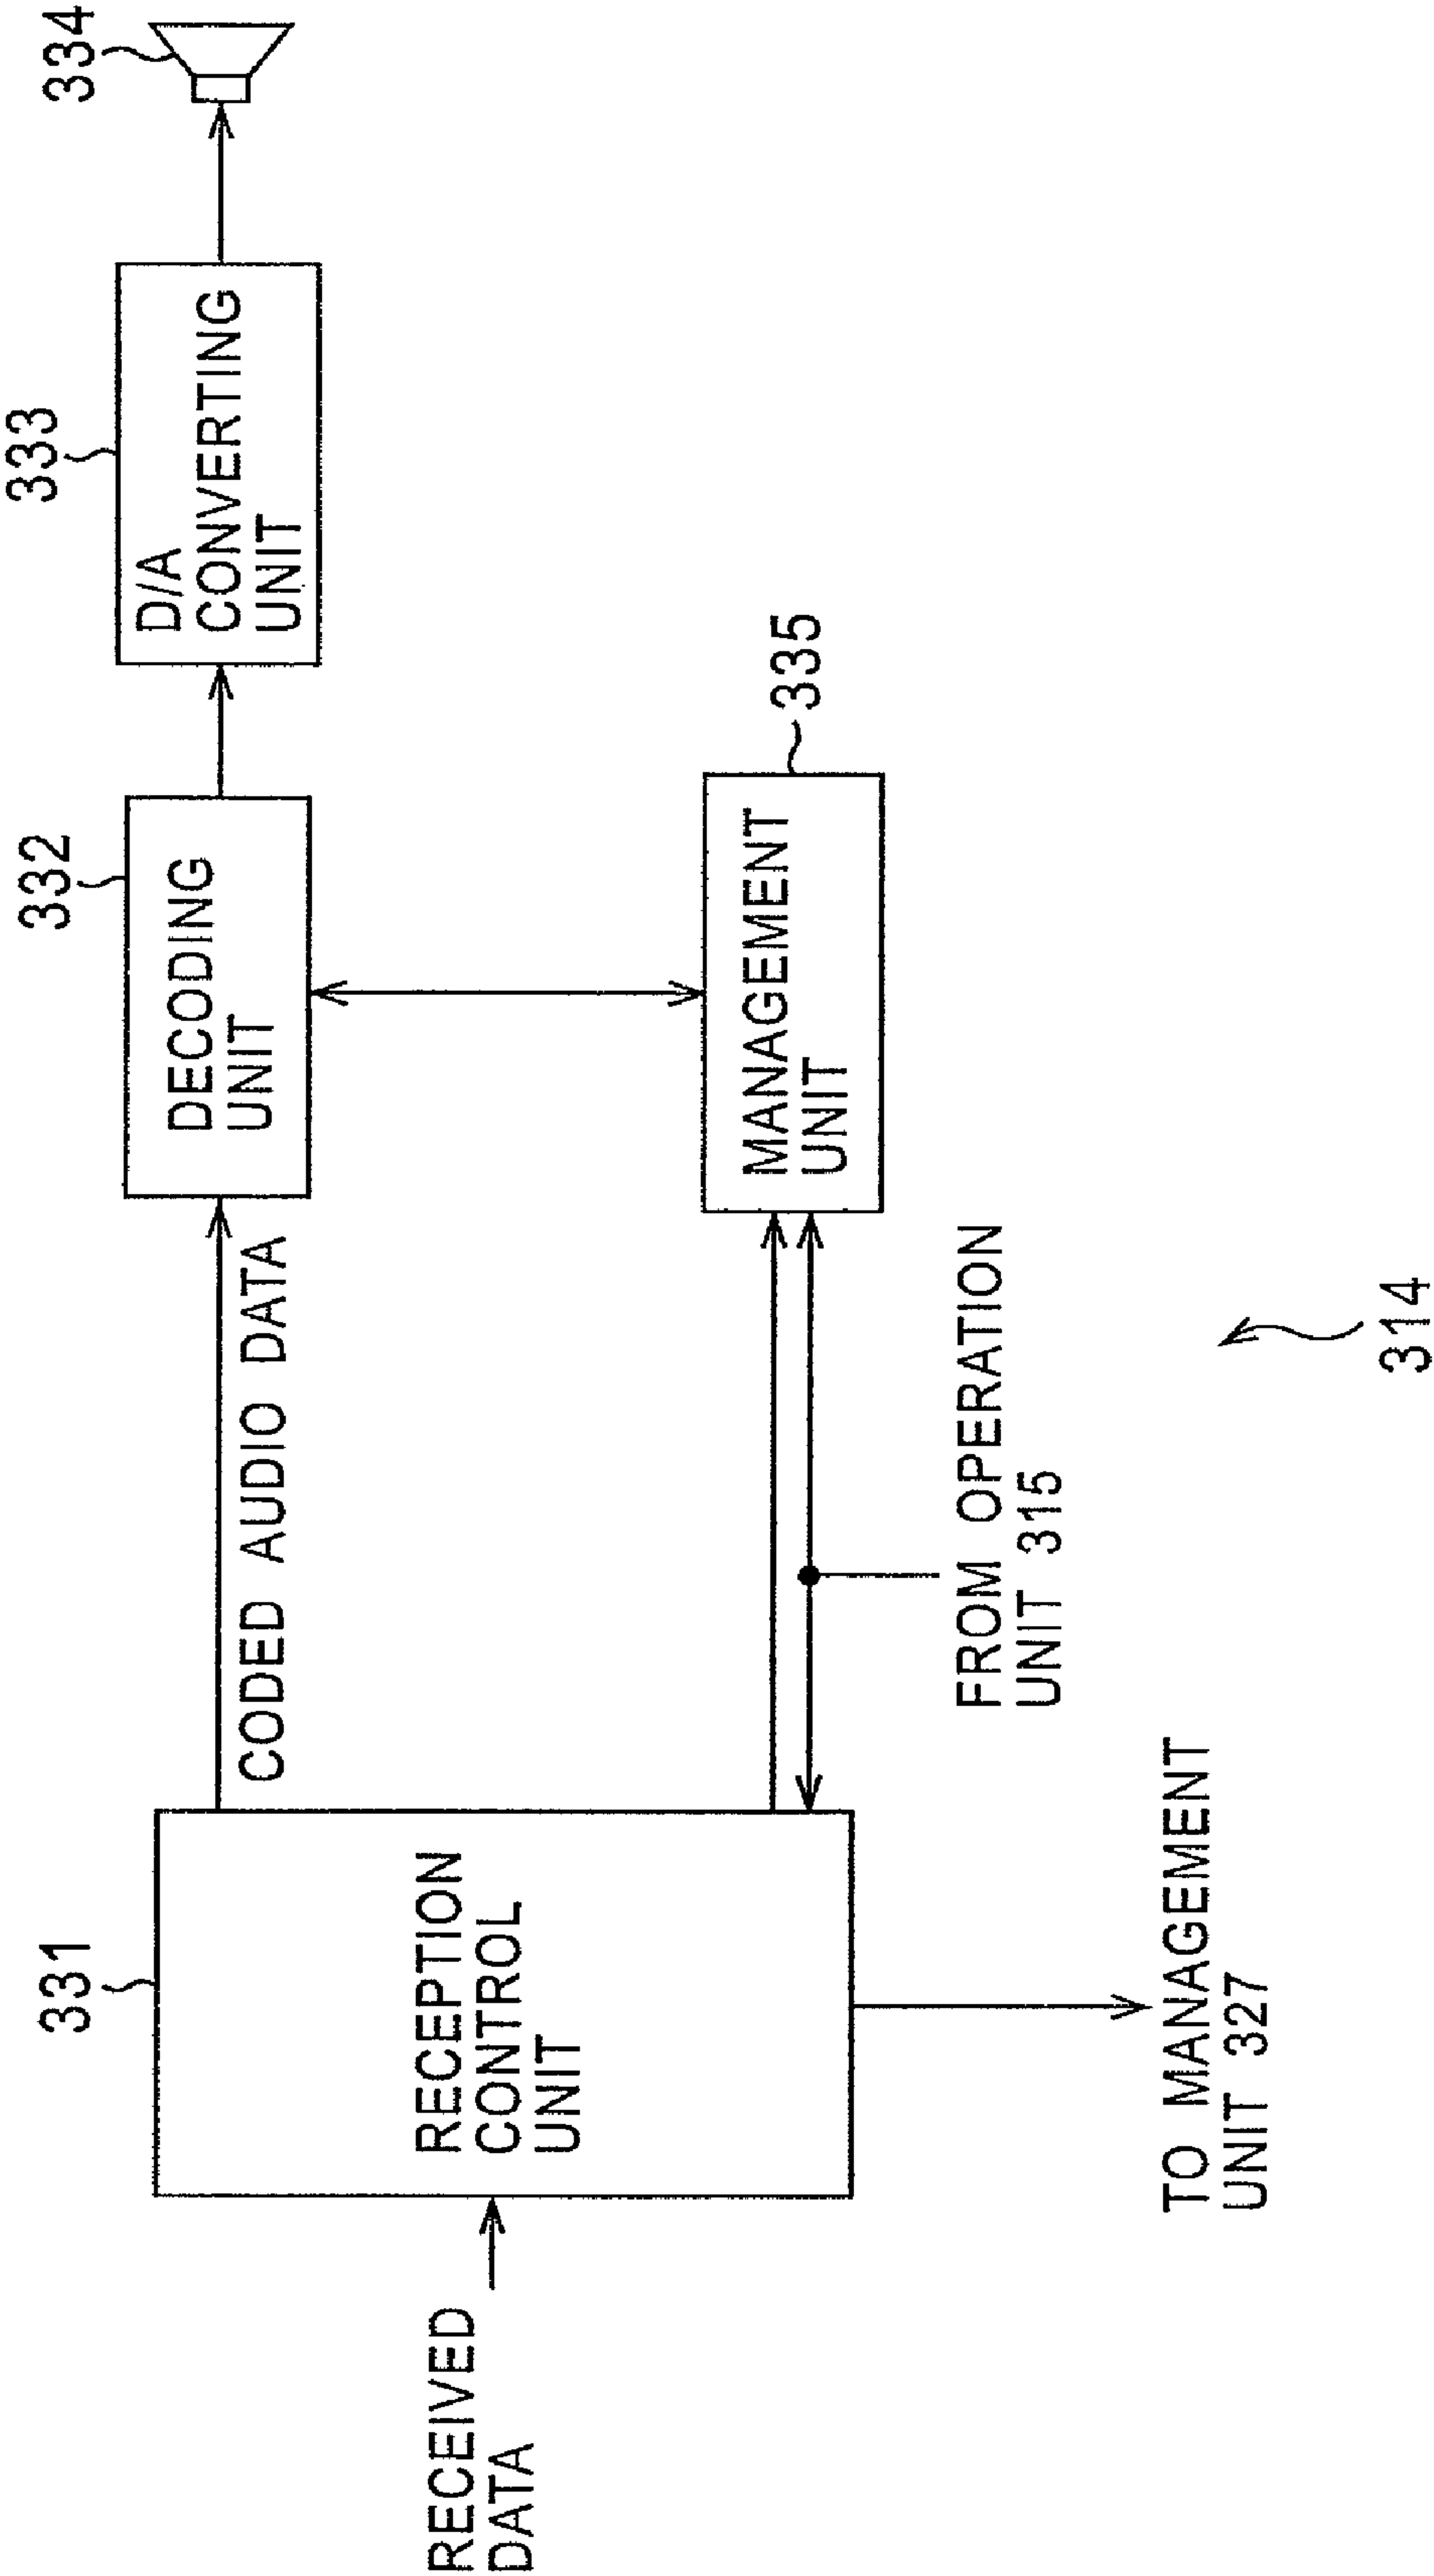 331
332
333
334
RECEIVED
DATA
RECEPTION
CONTROL
UNIT
CODED AUDIO DATA
DECODING
UNIT
D/A
CONVERTING
UNIT
MANAGEMENT
UNIT
335
FROM OPERATION
UNIT 315
TO MANAGEMENT
UNIT 327
314